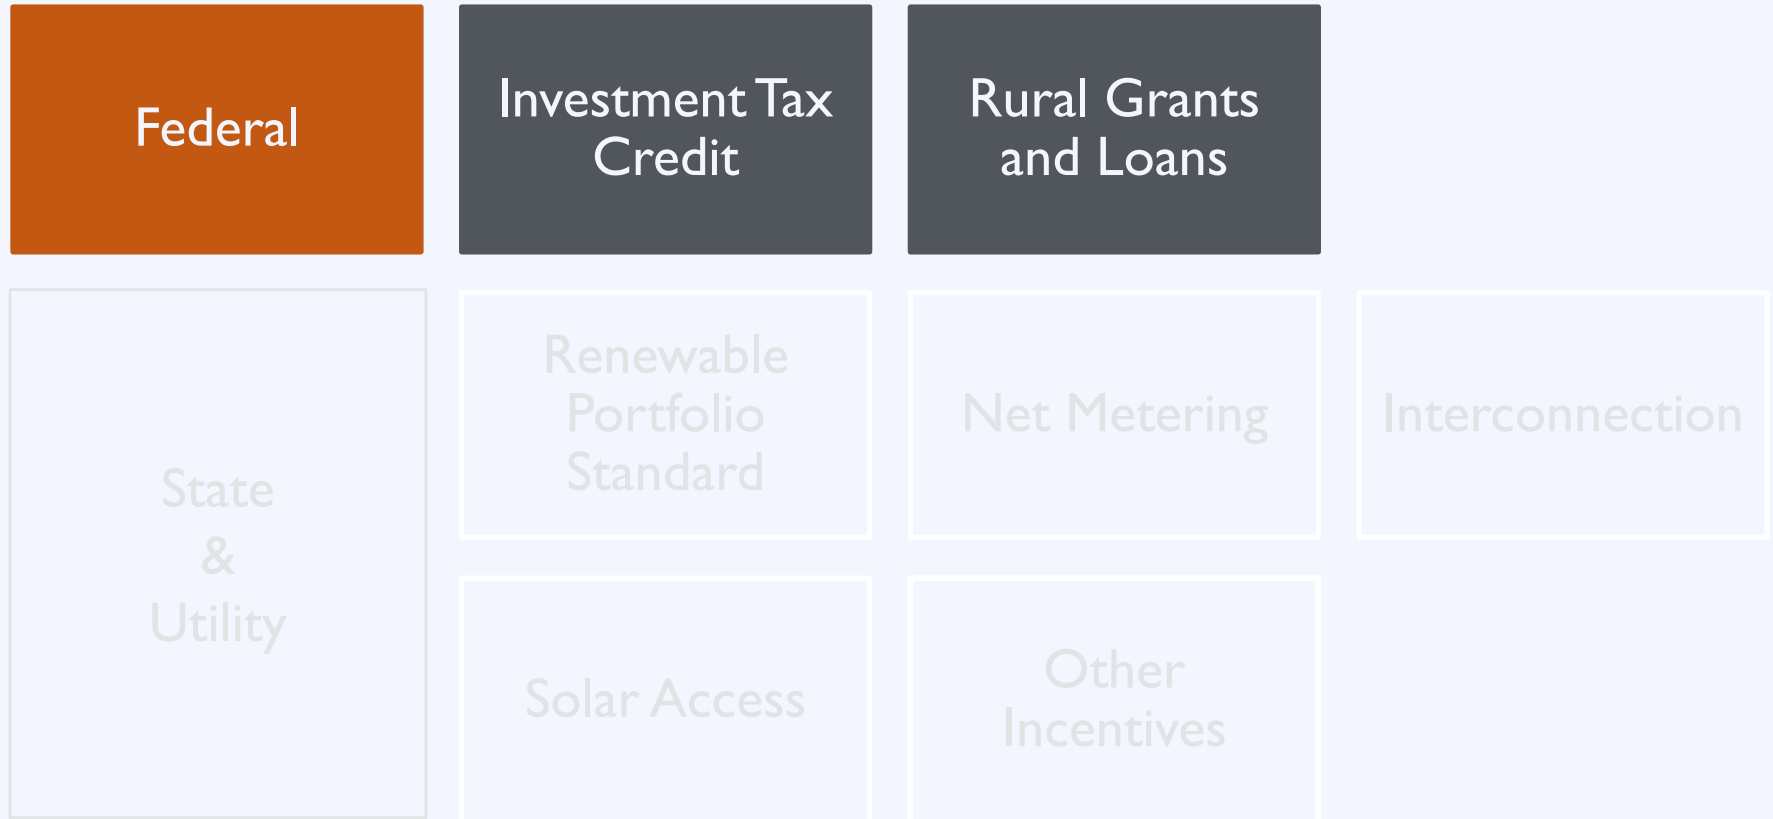 Federal
Investment Tax
Credit
Rural Grants
and Loans
State
&
Utility
Renewable
Portfolio
Standard
Net Metering
Interconnection
Solar Access
Other
Incentives